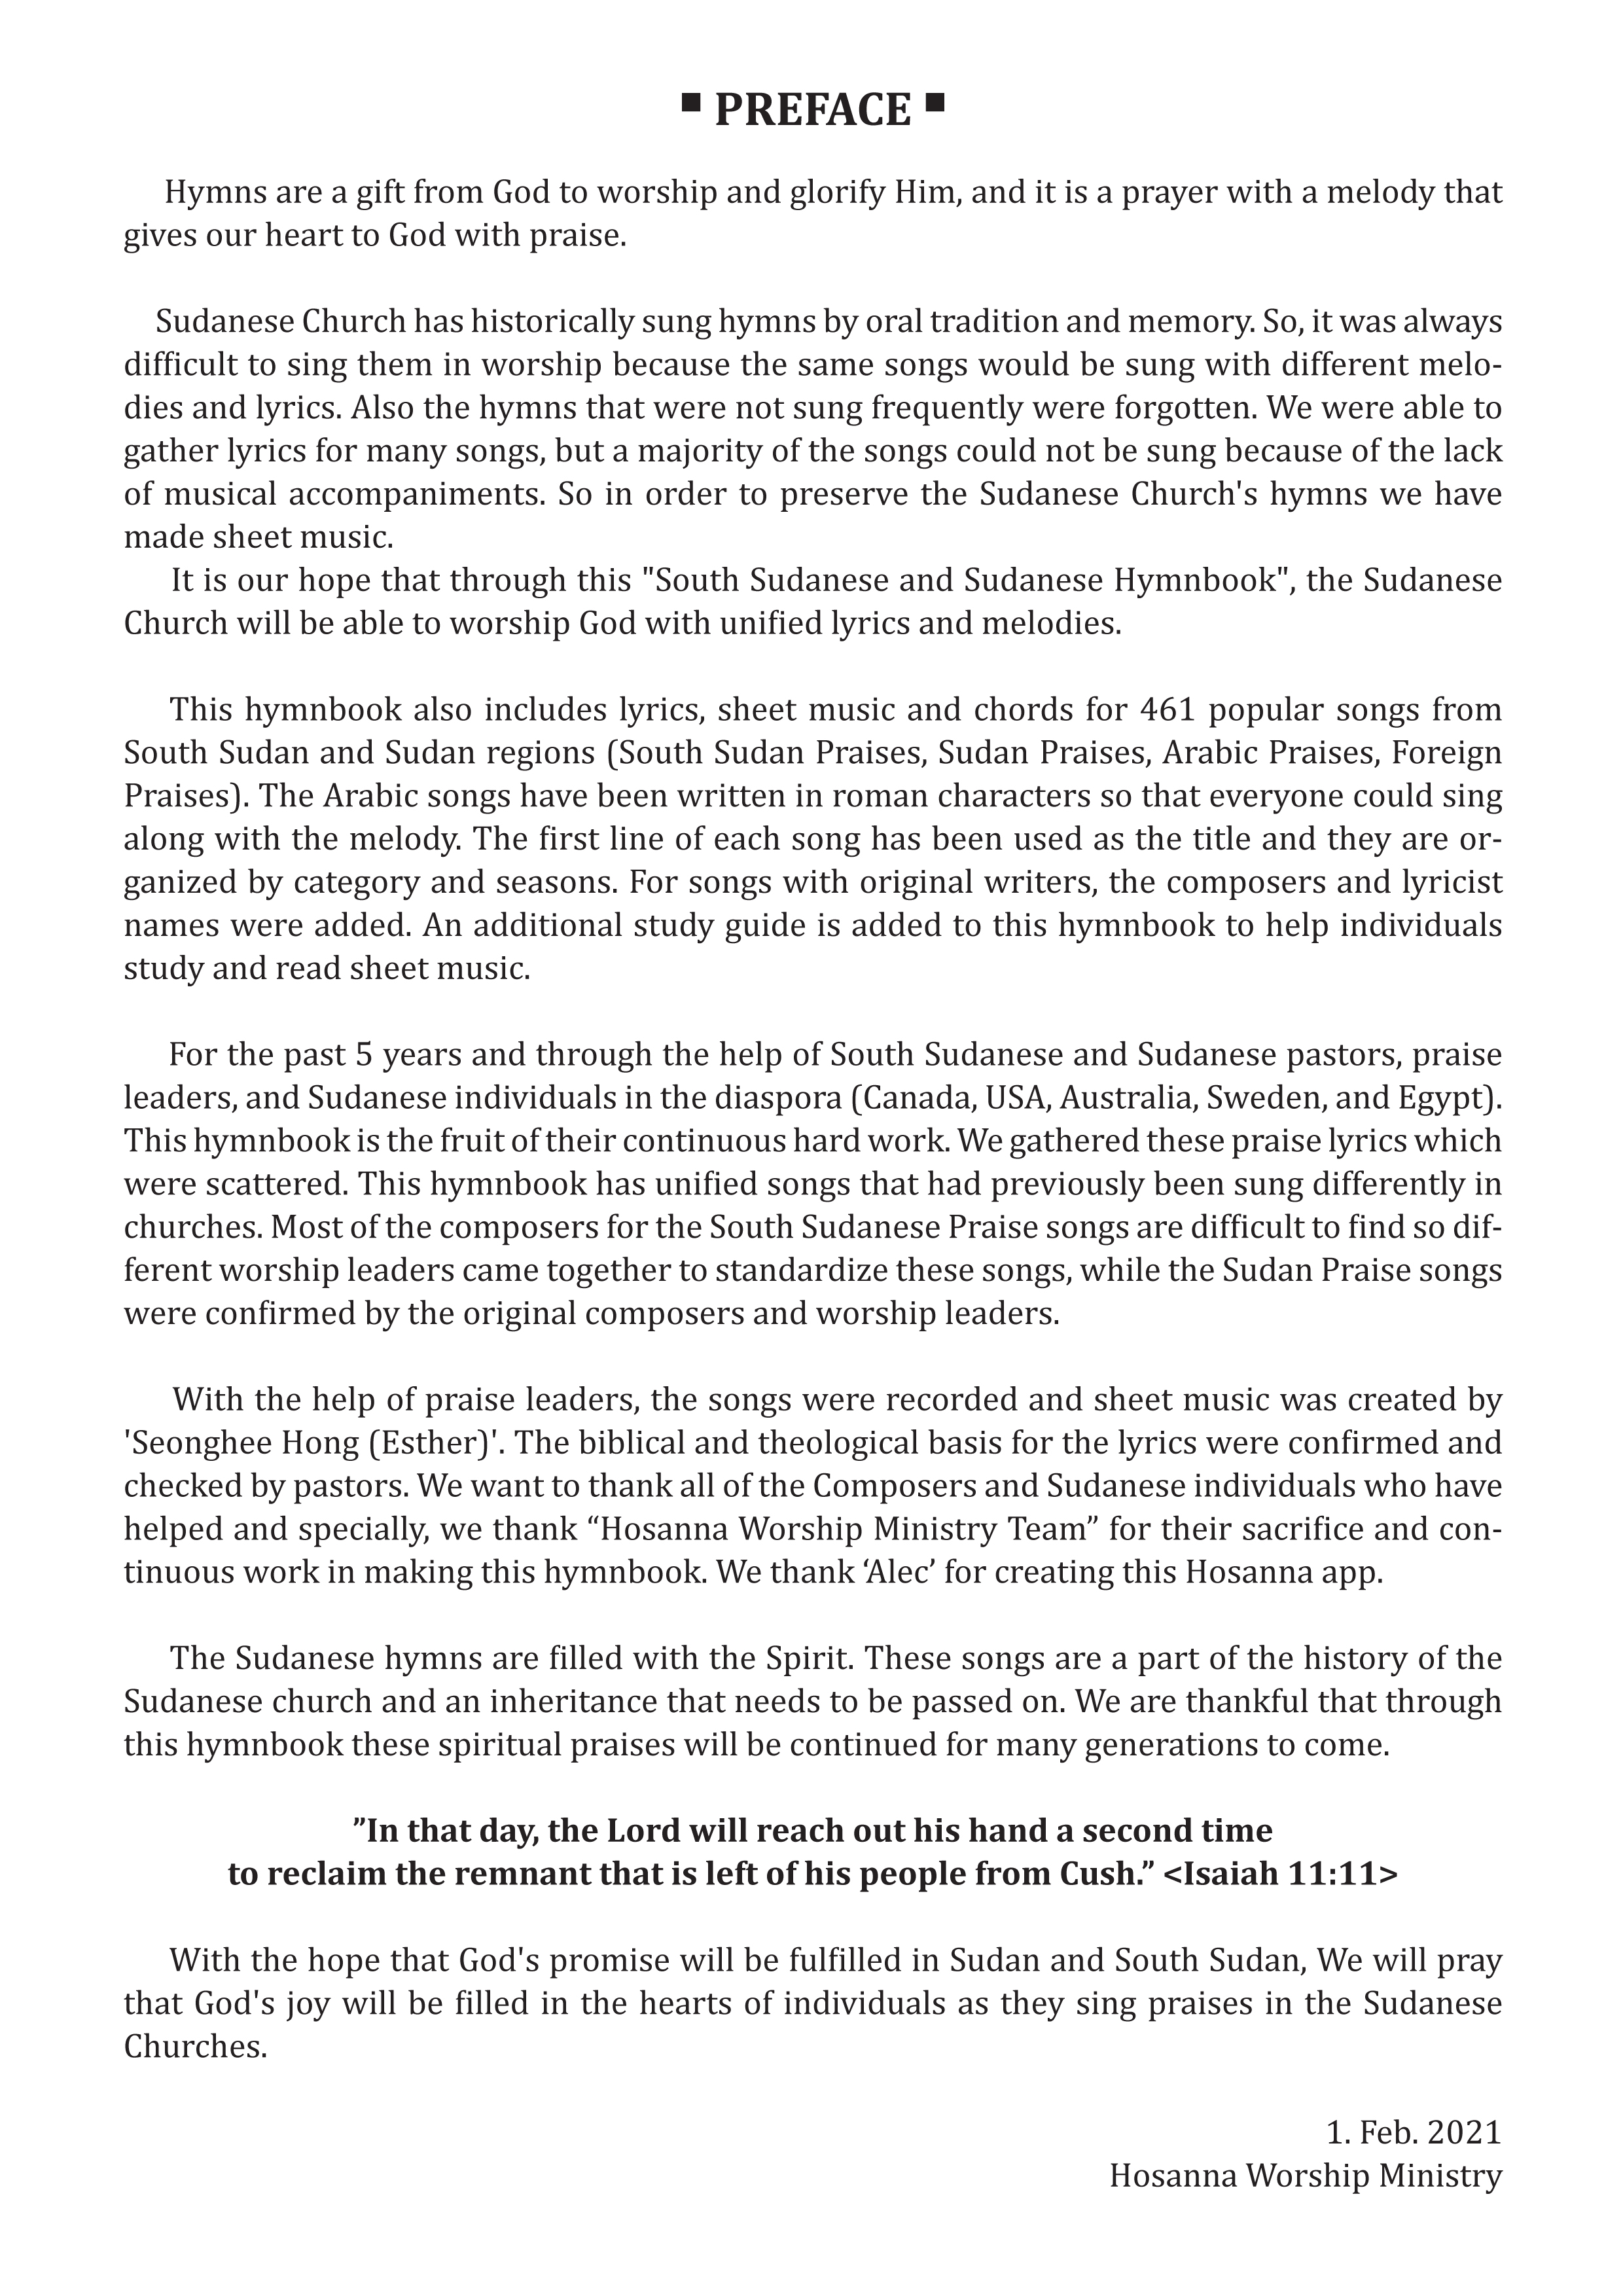 ▪ PREFACE ▪
Hymns are a gift from God to worship and glorify Him, and it is a prayer with a melody that
gives our heart to God with praise.
Sudanese Church has historically sung hymns by oral tradition and memory. So, it was always
difficult to sing them in worship because the same songs would be sung with different melo-
dies and lyrics. Also the hymns that were not sung frequently were forgotten. We were able to
gather lyrics for many songs, but a majority of the songs could not be sung because of the lack
of musical accompaniments. So in order to preserve the Sudanese Church's hymns we have
made sheet music.
It is our hope that through this "South Sudanese and Sudanese Hymnbook", the Sudanese
Church will be able to worship God with unified lyrics and melodies.
This hymnbook also includes lyrics, sheet music and chords for 461 popular songs from
South Sudan and Sudan regions (South Sudan Praises, Sudan Praises, Arabic Praises, Foreign
Praises). The Arabic songs have been written in roman characters so that everyone could sing
along with the melody. The first line of each song has been used as the title and they are or-
ganized by category and seasons. For songs with original writers, the composers and lyricist
names were added. An additional study guide is added to this hymnbook to help individuals
study and read sheet music.
For the past 5 years and through the help of South Sudanese and Sudanese pastors, praise
leaders, and Sudanese individuals in the diaspora (Canada, USA, Australia, Sweden, and Egypt).
This hymnbook is the fruit of their continuous hard work. We gathered these praise lyrics which
were scattered. This hymnbook has unified songs that had previously been sung differently in
churches. Most of the composers for the South Sudanese Praise songs are difficult to find so dif-
ferent worship leaders came together to standardize these songs, while the Sudan Praise songs
were confirmed by the original composers and worship leaders.
With the help of praise leaders, the songs were recorded and sheet music was created by
'Seonghee Hong (Esther)'. The biblical and theological basis for the lyrics were confirmed and
checked by pastors. We want to thank all of the Composers and Sudanese individuals who have
helped and specially, we thank “Hosanna Worship Ministry Team” for their sacrifice and con-
tinuous work in making this hymnbook. We thank ‘Alec’ for creating this Hosanna app.
The Sudanese hymns are filled with the Spirit. These songs are a part of the history of the
Sudanese church and an inheritance that needs to be passed on. We are thankful that through
this hymnbook these spiritual praises will be continued for many generations to come.
”In that day, the Lord will reach out his hand a second time
to reclaim the remnant that is left of his people from Cush.” <Isaiah 11:11>
With the hope that God's promise will be fulfilled in Sudan and South Sudan, We will pray
that God's joy will be filled in the hearts of individuals as they sing praises in the Sudanese
Churches.
1. Feb. 2021
Hosanna Worship Ministry